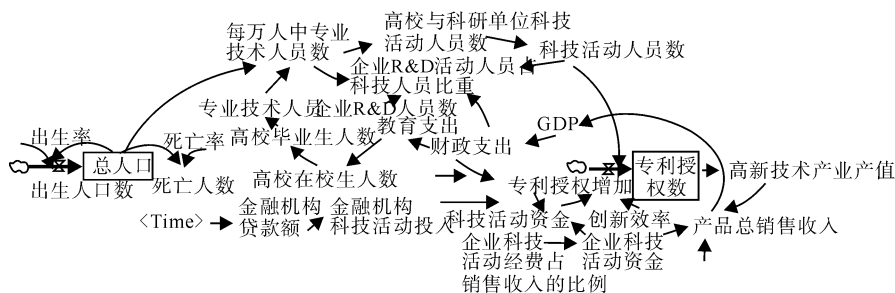 每万人中专业
技术人员数
高校与科研单位科技
活动人员数
科技活动人员数
企业R&D活动人员占
科技人员比重
专业技术人员
企业R&D人员数
教育支出
GDP
出生率
死亡率
高校毕业生人数
财政支出
总人口
专利授
权数
高新技术产业产值
出生人口数
死亡人数
高校在校生人数
专利授权增加
<Time>
金融机构
贷款额
金融机构
科技活动投入
科技活动资金
创新效率
产品总销售收入
企业科技
活动经费占
销售收入的比例
企业科技
活动资金